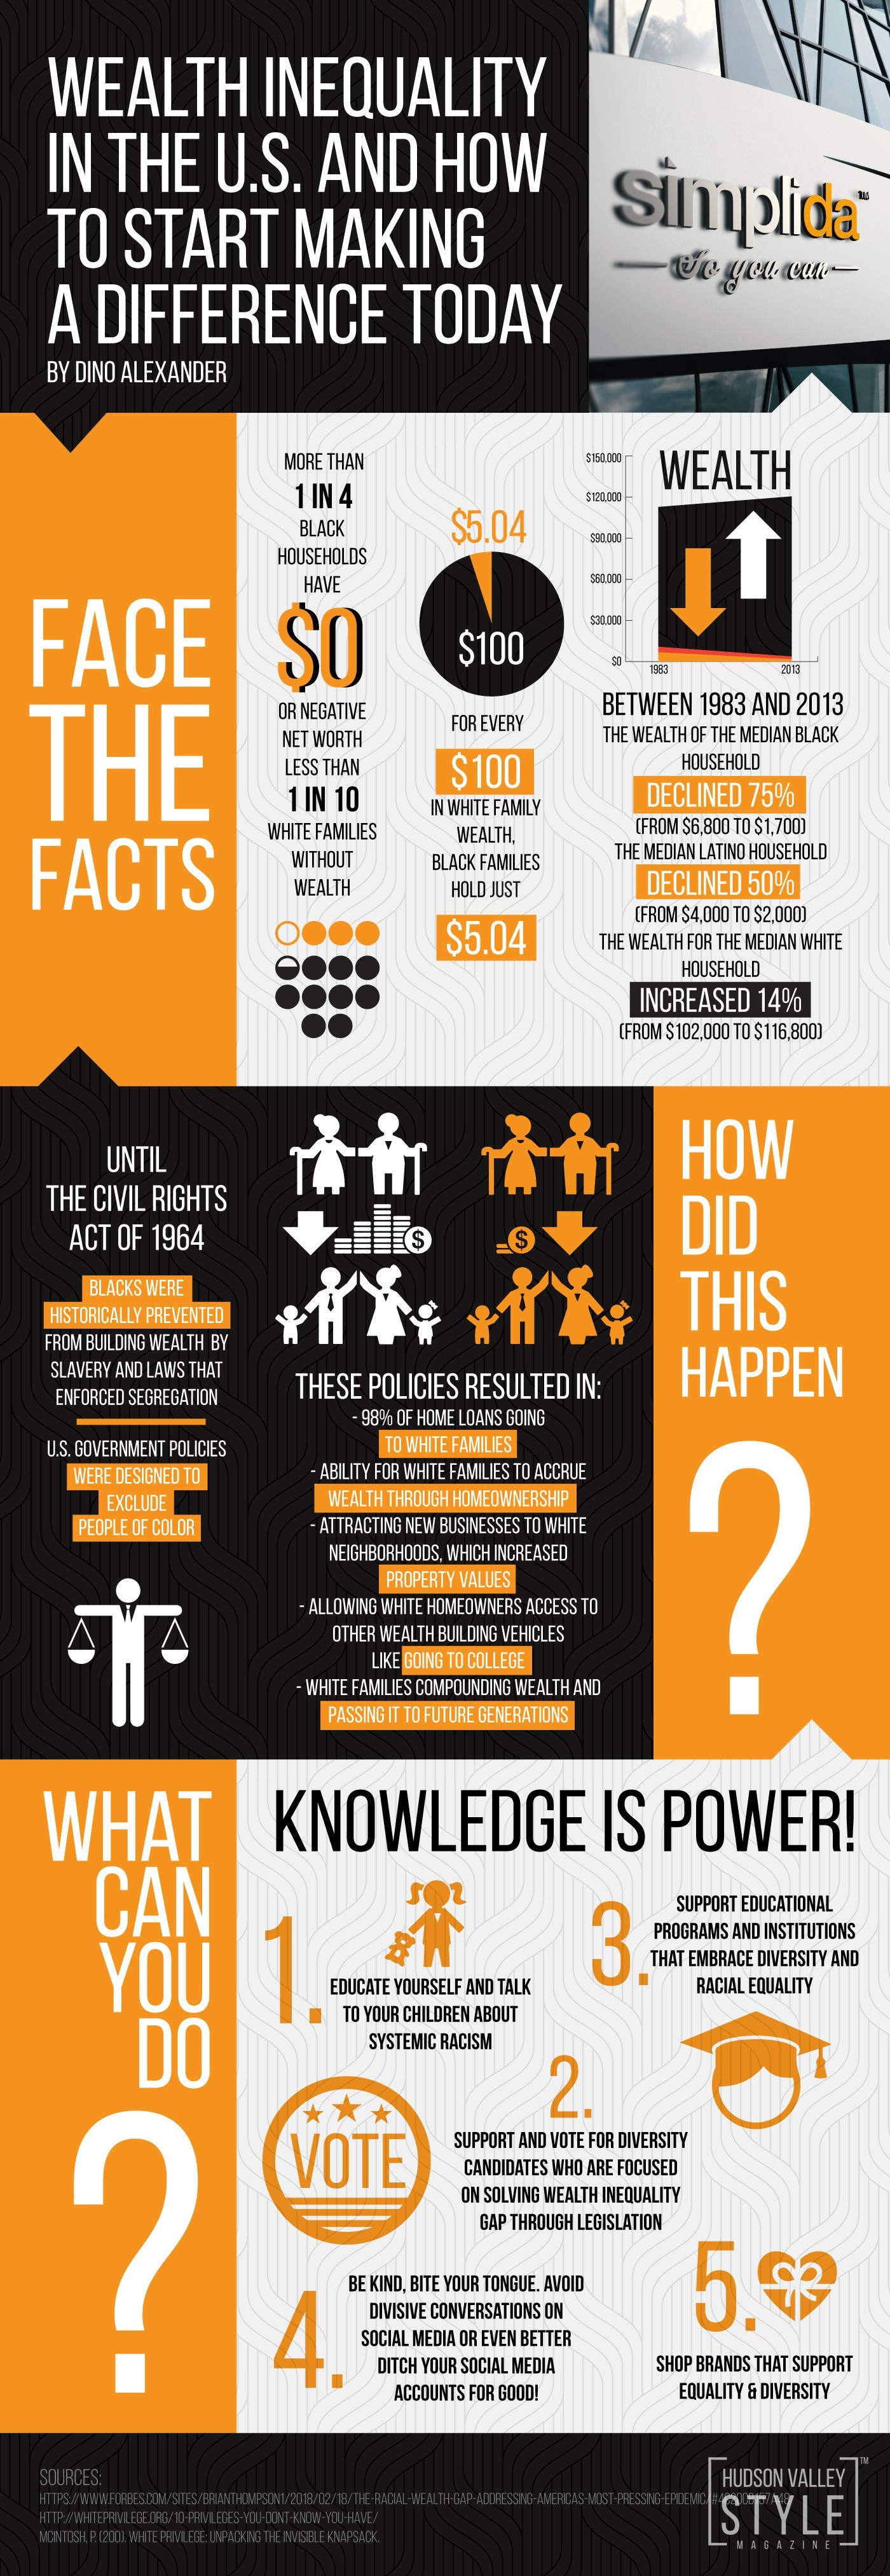 WEALTH INEQUALITY
IN THE U.S. AND HOW
TO START MAKING
A DIFFERENCE TODAY
BY DINO ALEXANDER
simplida
So you can
FACE
THE
FACTS
MORE THAN
1 IN 4
BLACK
HOUSEHOLDS
HAVE
$0
OR NEGATIVE
NET WORTH
LESS THAN
1 IN 10
WHITE FAMILIES
WITHOUT
WEALTH
$5.04
$100
FOR EVERY
$100
IN WHITE FAMILY
WEALTH,
BLACK FAMILIES
HOLD JUST
$5.04
WEALTH
$150,000
$120,000
$90,000
$60,000
$30,000
$0
1983 2013
BETWEEN 1983 AND 2013
THE WEALTH OF THE MEDIAN BLACK
HOUSEHOLD
DECLINED 75%
(FROM $6,800 TO $1,700)
THE MEDIAN LATINO HOUSEHOLD
DECLINED 50%
(FROM $4,000 TO $2,000)
THE WEALTH FOR THE MEDIAN WHITE
HOUSEHOLD
INCREASED 14%
(FROM $102,000 TO $116,800)
UNTIL
THE CIVIL RIGHTS
ACT OF 1964
BLACKS WERE
HISTORICALLY PREVENTED
FROM BUILDING WEALTH BY
SLAVERY AND LAWS THAT
ENFORCED SEGREGATION
U.S. GOVERNMENT POLICIES
WERE DESIGNED TO
EXCLUDE
PEOPLE OF COLOR
$
$
THESE POLICIES RESULTED IN:
- 98% OF HOME LOANS GOING
TO WHITE FAMILIES
- ABILITY FOR WHITE FAMILIES TO ACCRUE
WEALTH THROUGH HOMEOWNERSHIP
- ATTRACTING NEW BUSINESSES TO WHITE
NEIGHBORHOODS, WHICH INCREASED
PROPERTY VALUES
- ALLOWING WHITE HOMEOWNERS ACCESS TO
OTHER WEALTH BUILDING VEHICLES
LIKE GOING TO COLLEGE
- WHITE FAMILIES COMPOUNDING WEALTH AND
PASSING IT TO FUTURE GENERATIONS
HOW
DID
THIS
HAPPEN
?
WHAT
CAN
YOU
DO
?
KNOWLEDGE IS POWER!
1.
EDUCATE YOURSELF AND TALK
TO YOUR CHILDREN ABOUT
SYSTEMIC RACISM
2.
SUPPORT AND VOTE FOR DIVERSITY
CANDIDATES WHO ARE FOCUSED
ON SOLVING WEALTH INEQUALITY
GAP THROUGH LEGISLATION
VOTE
3.
SUPPORT EDUCATIONAL
PROGRAMS AND INSTITUTIONS
THAT EMBRACE DIVERSITY AND
RACIAL EQUALITY
4.
BE KIND, BITE YOUR TONGUE. AVOID
DIVISIVE CONVERSATIONS ON
SOCIAL MEDIA OR EVEN BETTER
DITCH YOUR SOCIAL MEDIA
ACCOUNTS FOR GOOD!
5.
SHOP BRANDS THAT SUPPORT
EQUALITY & DIVERSITY
SOURCES:
HTTPS://WWW.FORBES.COM/SITES/BRIANTHOMPSON1/2018/02/18/THE-RACIAL-WEALTH-GAP-ADDRESSING-AMERICAS-MOST-PRESSING-EPIDEMIC/
HTTP://WHITEPRIVILEGE.ORG/10-PRIVILEGES-YOU-DONT-KNOW-YOU-HAVE/
MCINTOSH, P. (200). WHITE PRIVILEGE: UNPACKING THE INVISIBLE KNAPSACK.
HUDSON VALLEY
STYLE
MAGAZINE
TM